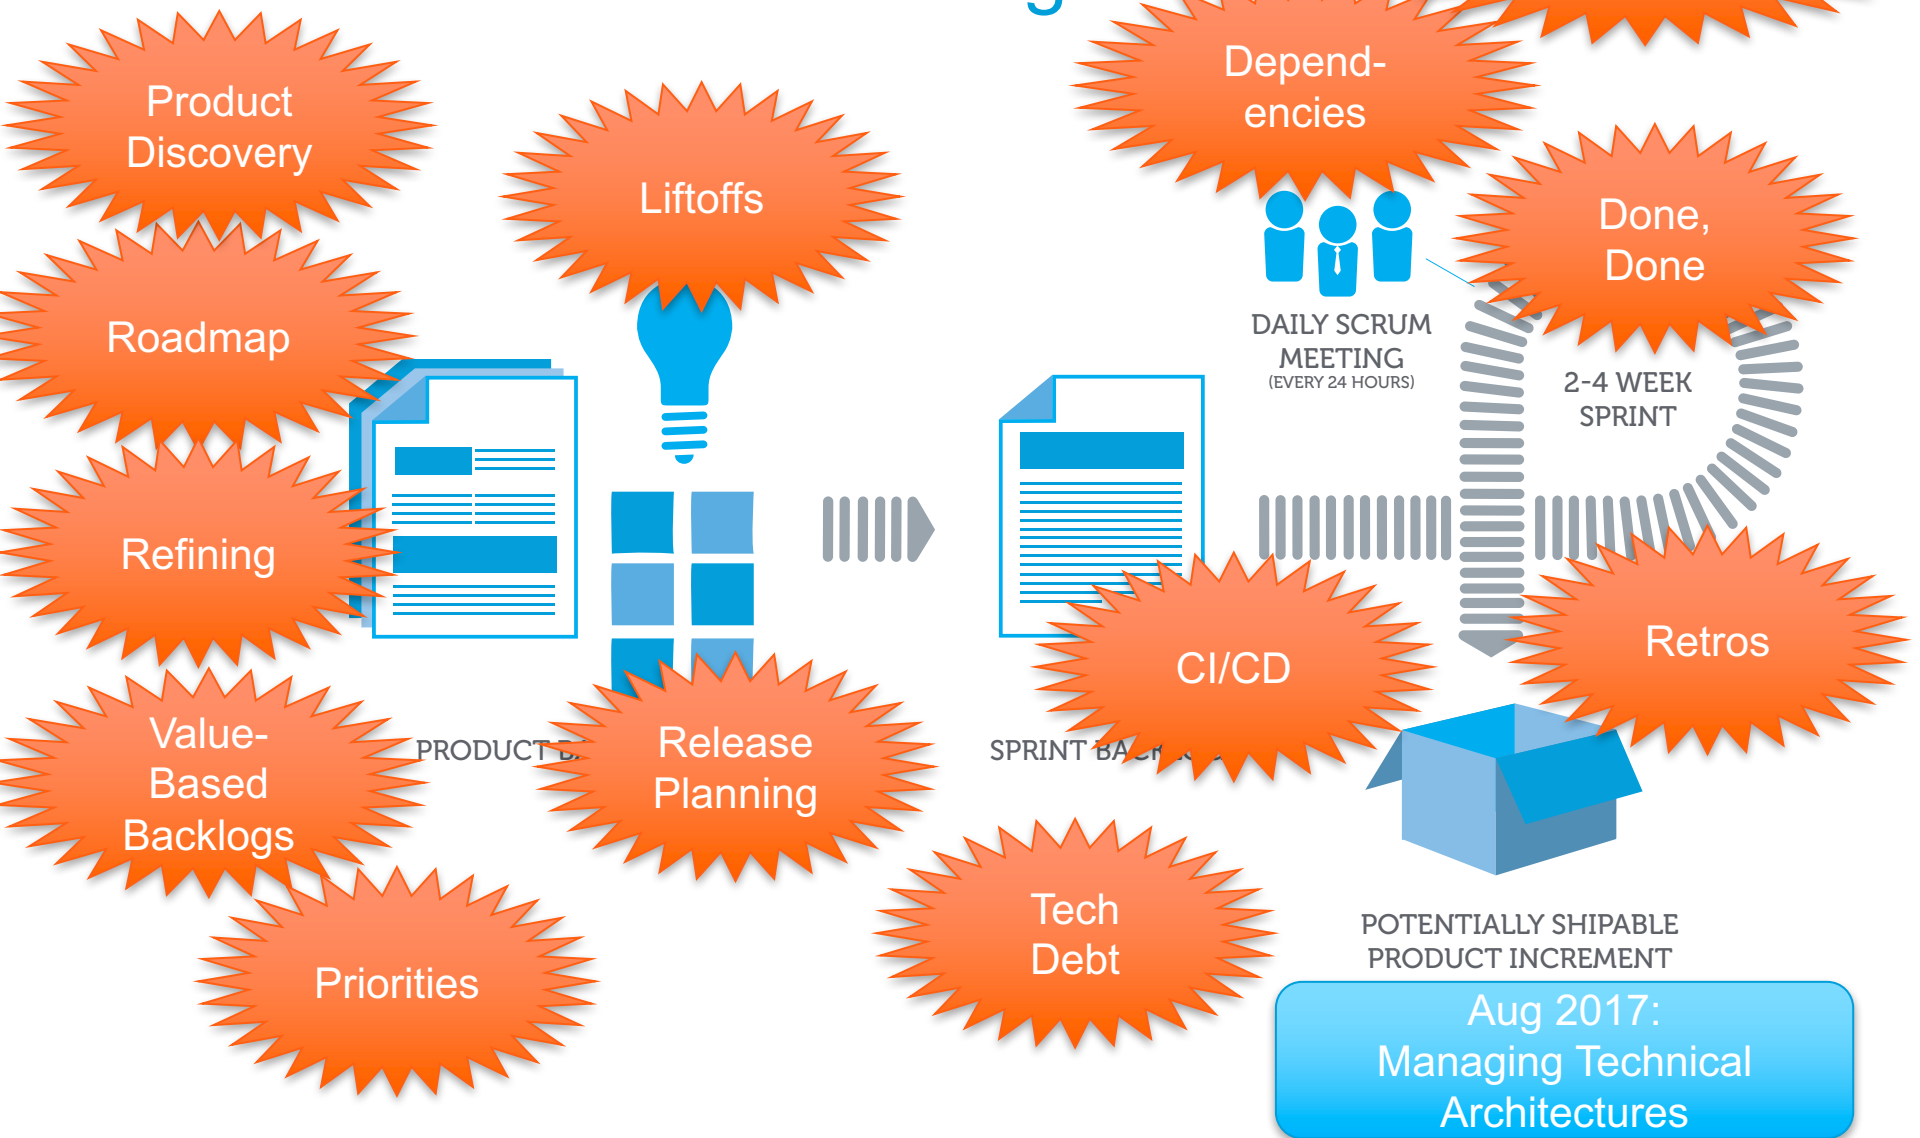 Product
Discovery
Liftoffs
Depend-
encies
Done,
Done
Roadmap
DAILY SCRUM
MEETING
(EVERY 24 HOURS)
2-4 WEEK
SPRINT
Refining
CI/CD
Retros
Value-
Based
Backlogs
PRODUCT
Release
Planning
SPRINT
Priorities
Tech
Debt
POTENTIALLY SHIPABLE
PRODUCT INCREMENT
Aug 2017:
Managing Technical
Architectures